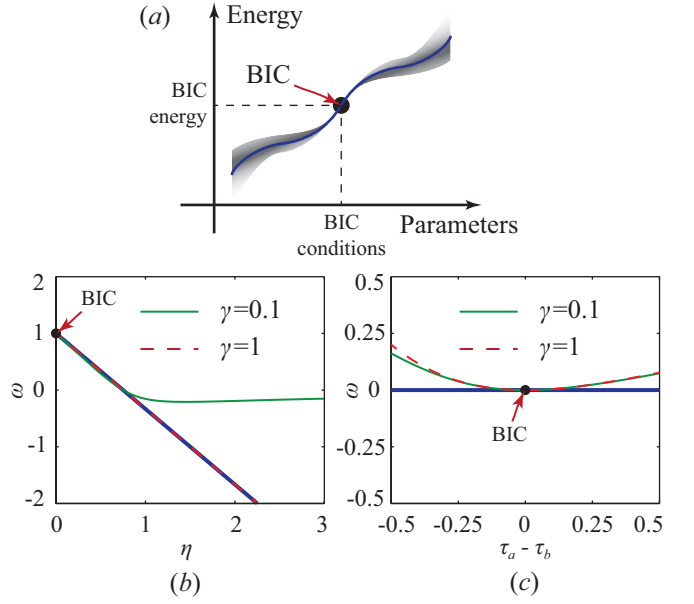 (a)
Energy
BIC
BIC
energy
Parameters
BIC
conditions
2
1
0
-1
-2
ω
BIC
γ=0.1
γ=1
0
1
2
3
η
(b)
0.5
0.25
0
-0.25
-0.5
ω
γ=0.1
γ=1
BIC
-0.5
-0.25
0
0.25
0.5
τa - τb
(c)